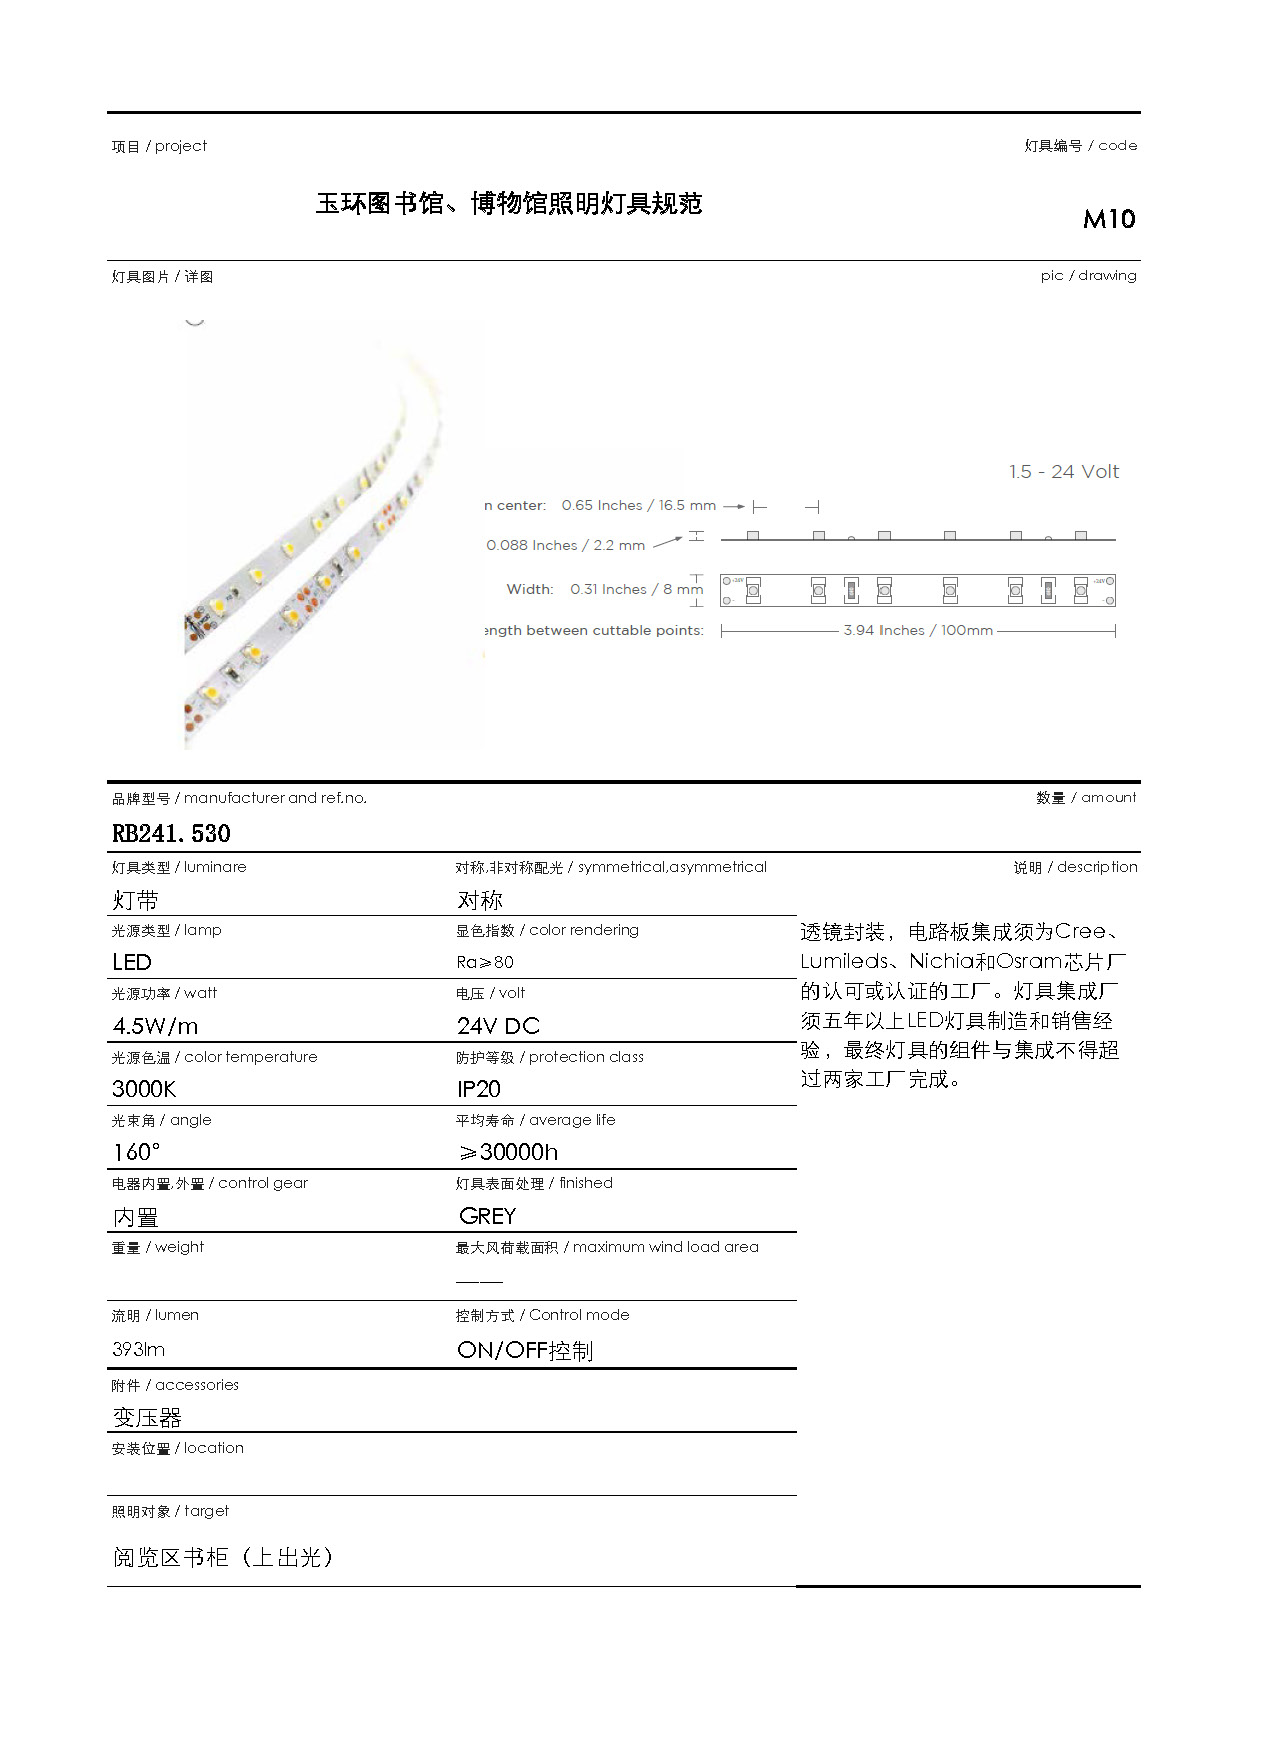 项目 / project
灯具编号 / code
玉环图书馆、博物馆照明灯具规范
M10
灯具图片 / 详图
pic / drawing
1.5 - 24 Volt
n center: 0.65 Inches / 16.5 mm
0.088 Inches / 2.2 mm
Width: 0.31 Inches / 8 mm
+24V
+24V
ength between cuttable points: 3.94 Inches / 100mm
品牌型号 / manufacturer and ref.no.
数量 / amount
RB241.530
灯具类型 / luminare
对称,非对称配光 / symmetrical,asymmetrical
说明 / description
灯带
对称
光源类型 / lamp
显色指数 / color rendering
透镜封装，电路板集成须为Cree、
LED
Ra≥80
Lumileds、Nichia和Osram芯片厂
光源功率 / watt
电压 / volt
的认可或认证的工厂。灯具集成厂
4.5W/m
24V DC
须五年以上LED灯具制造和销售经
光源色温 / color temperature
防护等级 / protection class
验，最终灯具的组件与集成不得超
3000K
IP20
过两家工厂完成。
光束角 / angle
平均寿命 / average life
160°
≥30000h
电器内置,外置 / control gear
灯具表面处理 / finished
内置
GREY
重量 / weight
最大风荷载面积 / maximum wind load area
——
流明 / lumen
控制方式 / Control mode
393lm
ON/OFF控制
附件 / accessories
变压器
安装位置 / location
照明对象 / target
阅览区书柜（上出光）